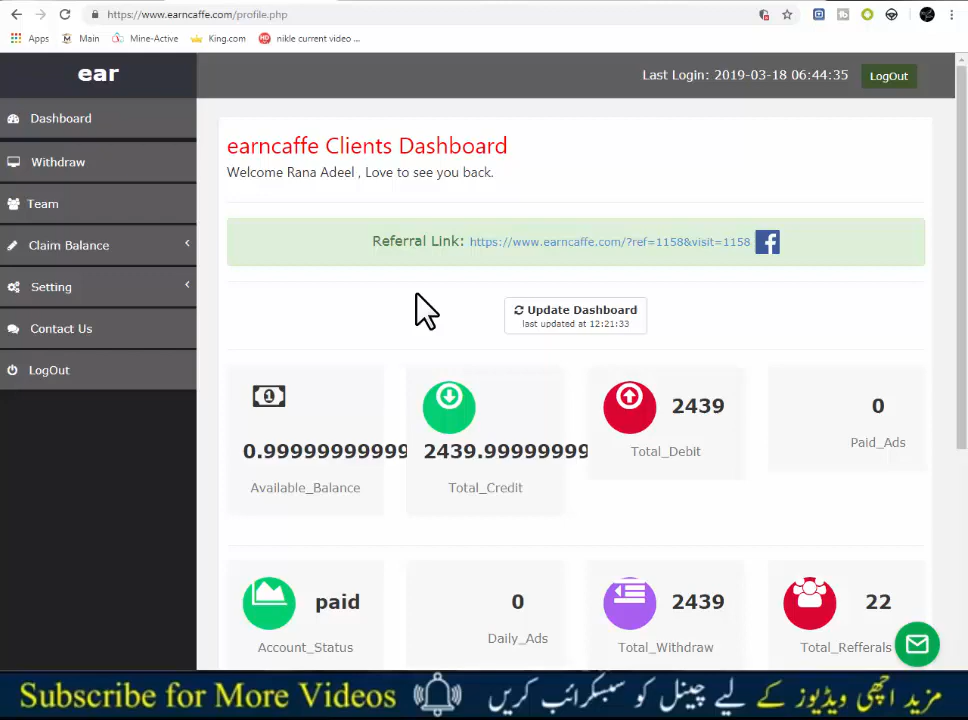 https://www.earncaffe.com/profile.php
Apps Main Mine-Active King.com HD nikle current video ...
ear
Last Login: 2019-03-18 06:44:35 LogOut
Dashboard
Withdraw
Team
Claim Balance
Setting
Contact Us
LogOut
earncaffe Clients Dashboard
Welcome Rana Adeel , Love to see you back.
Referral Link: https://www.earncaffe.com/?ref=1158&visit=1158
Update Dashboard
last updated at 12:21:33
0.99999999999
Available_Balance
2439.99999999
Total_Credit
2439
Total_Debit
0
Paid_Ads
paid
Account_Status
0
Daily_Ads
2439
Total_Withdraw
22
Total_Refferals
Subscribe for More Videos مزید اچھی ویڈیوز کے لیے چینل کو سبسکرائب کریں